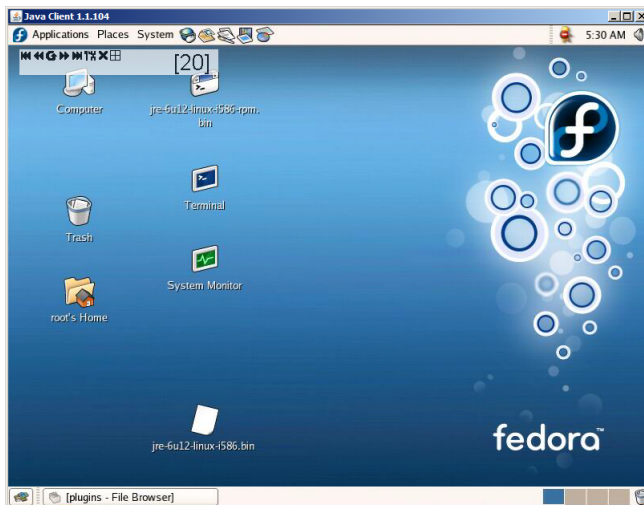 Java Client 1.1.104
Applications Places System
5:30 AM
[20]
Computer
jre-6u12-linux-i586-rpm.
bin
Terminal
Trash
System Monitor
root's Home
jre-6u12-linux-i586.bin
fedora™
[plugins - File Browser]